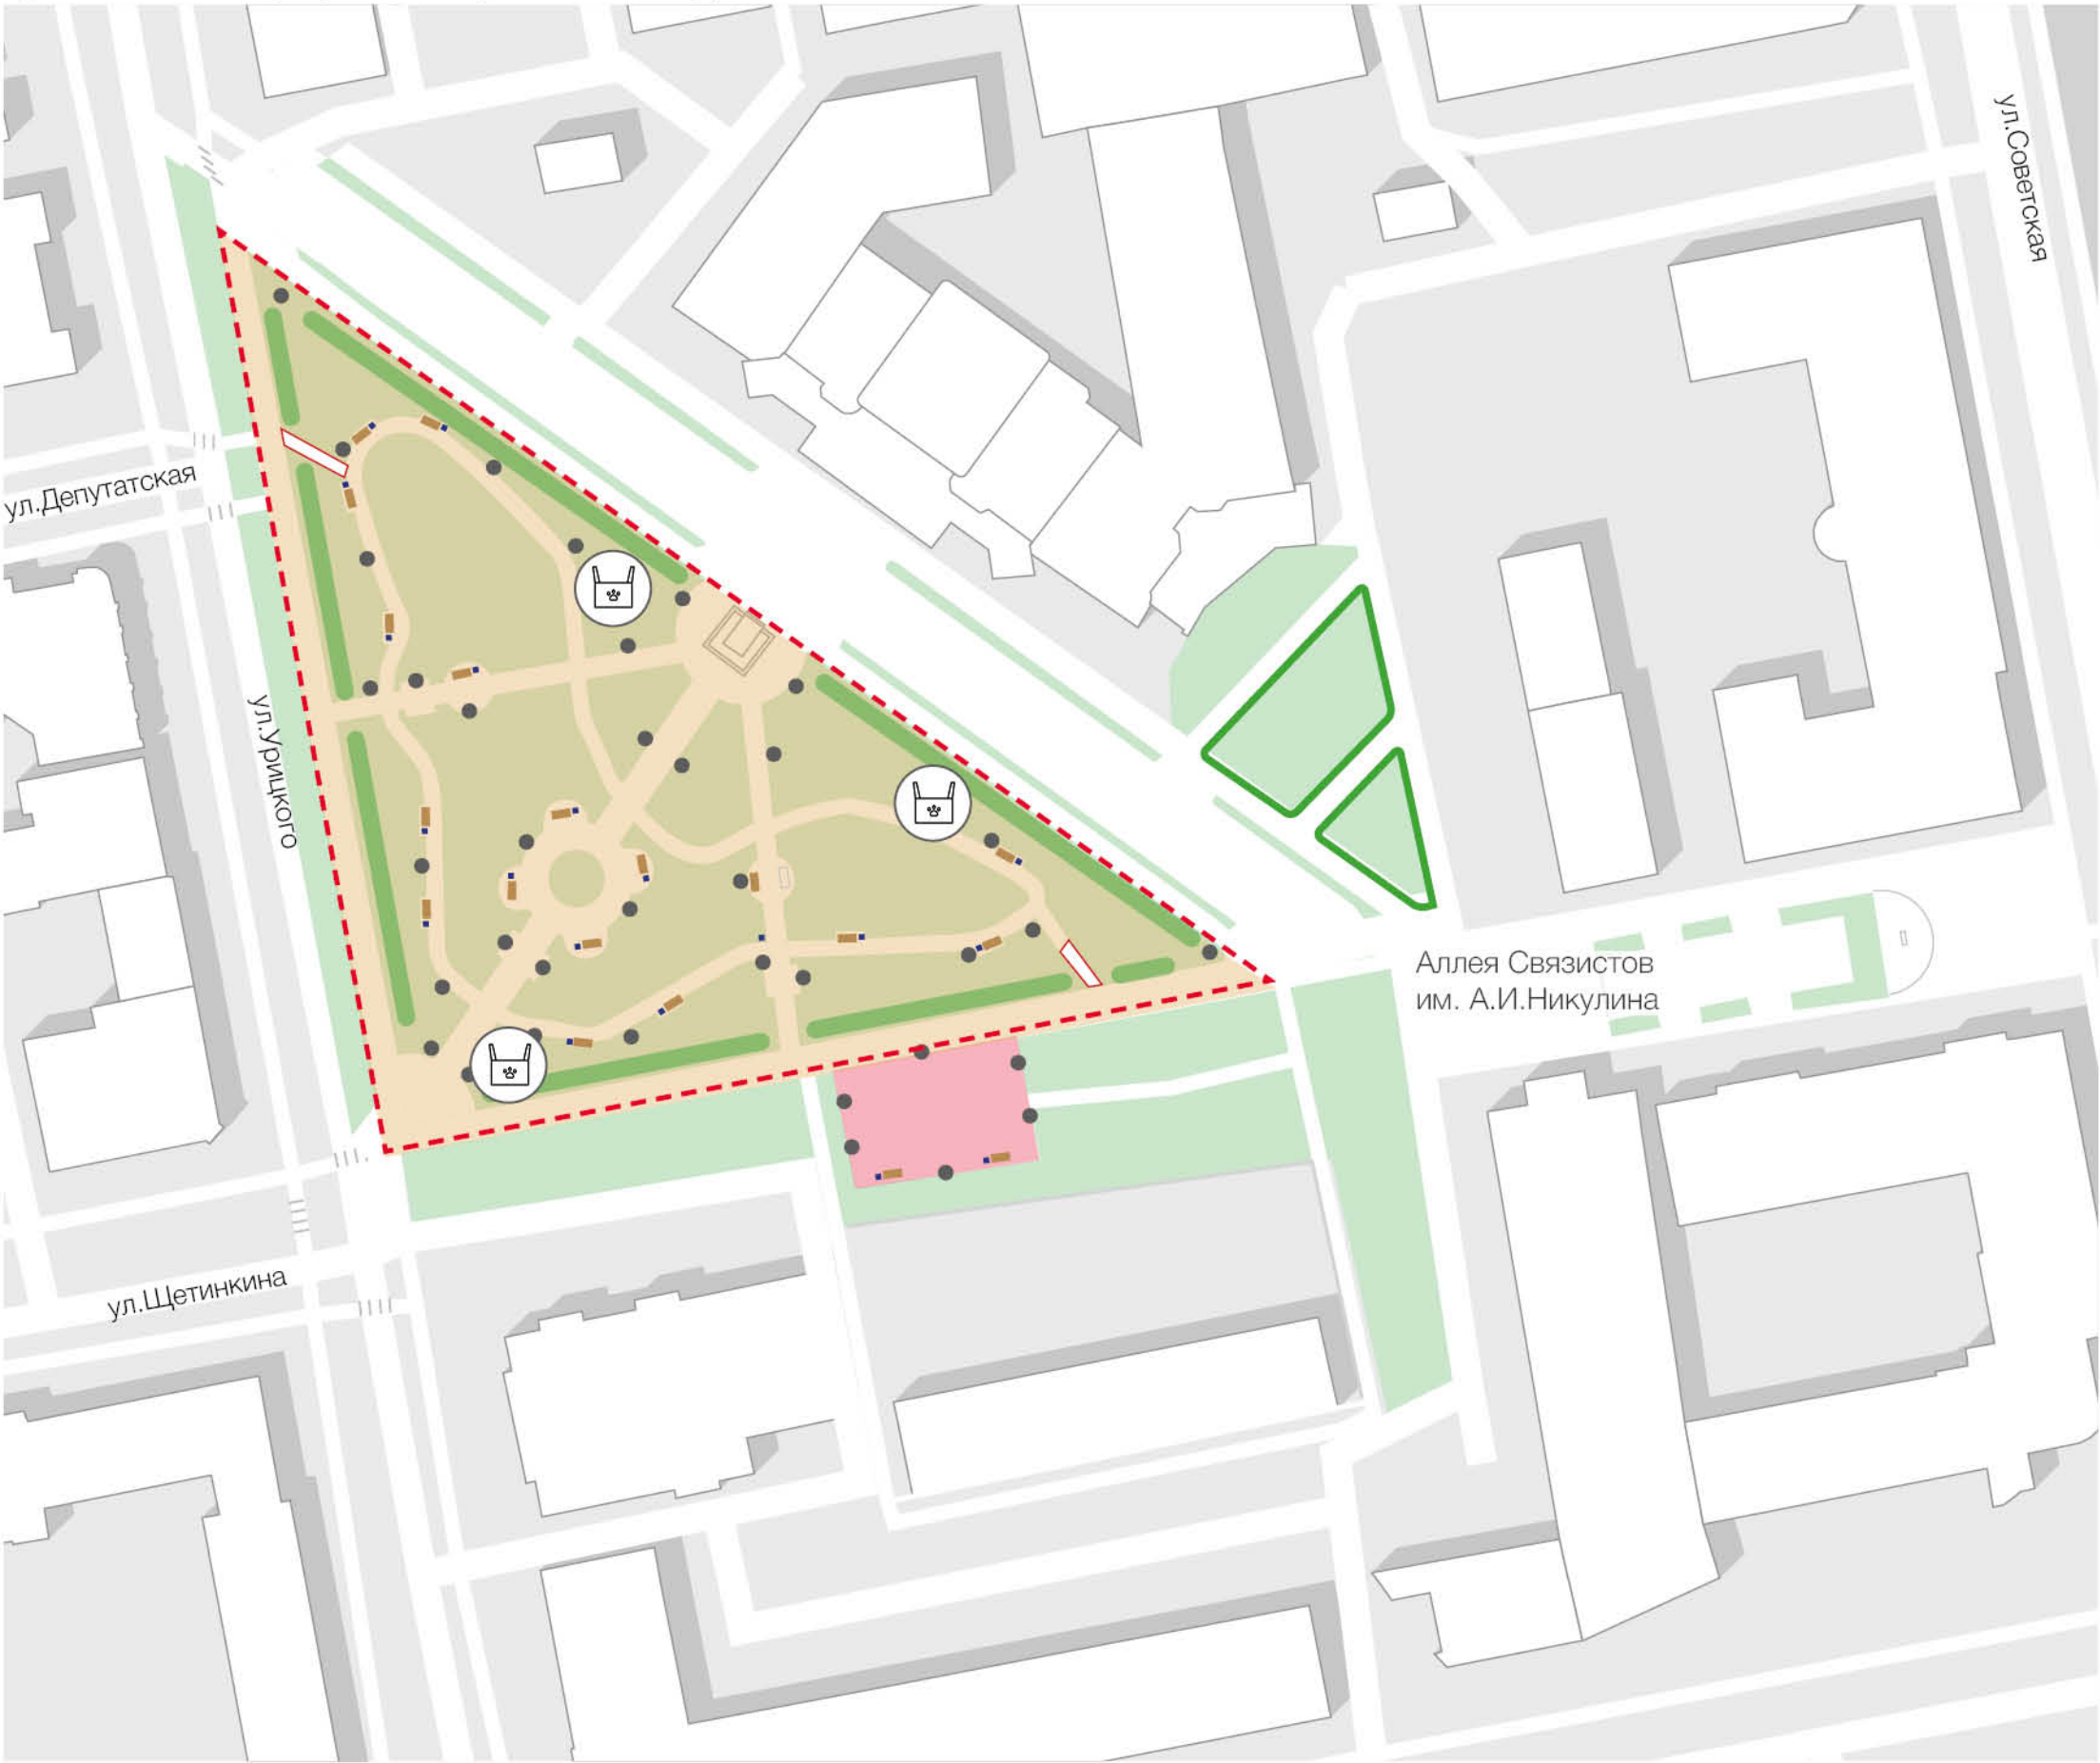 ул.Советская
ул.Депутатская
ул.Урицкого
Аллея Связистов
им. А.И.Никулина
ул.Щетинкина